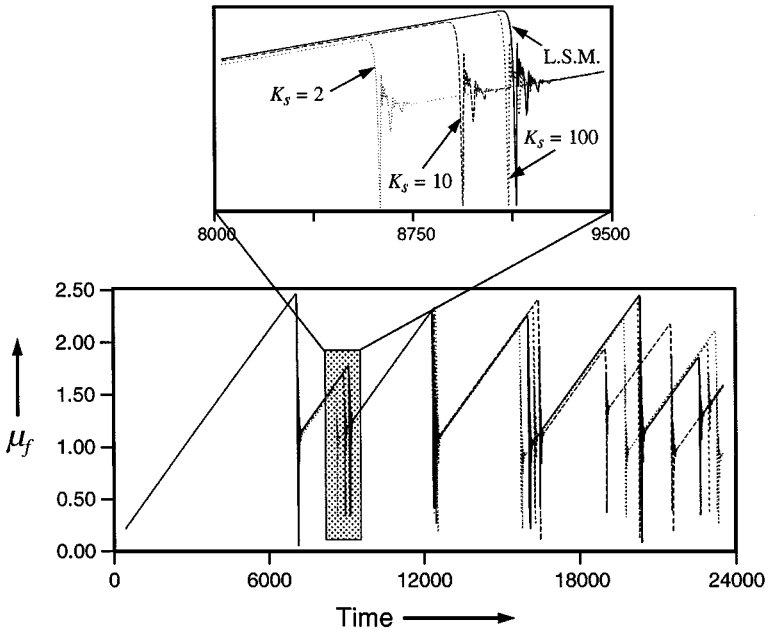 L.S.M.
K_s = 2
K_s = 100
K_s = 10
8000 8750 9500
2.50
2.00
1.50
1.00
0.50
0.00
μ_f
0 6000 12000 18000 24000
Time